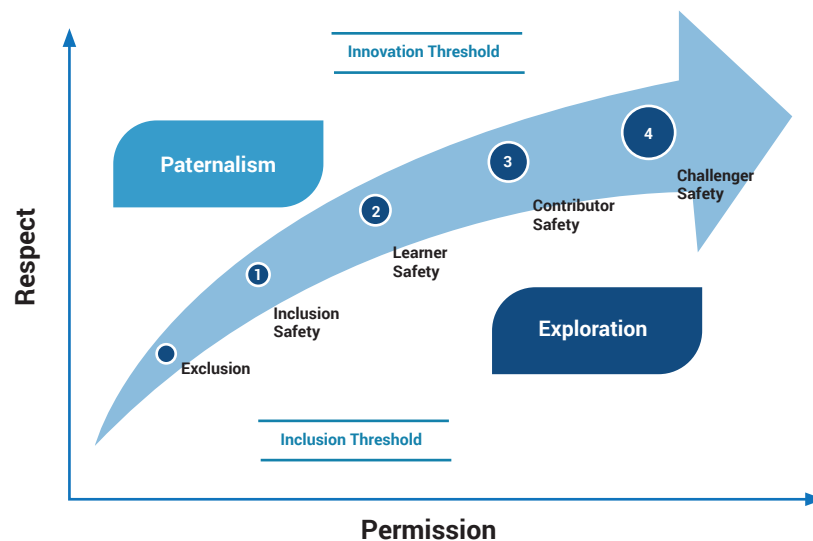 Innovation Threshold
Paternalism
4
3
Challenger
Safety
2
Contributor
Safety
Learner
Safety
Respect
1
Inclusion
Safety
Exploration
Exclusion
Inclusion Threshold
Permission